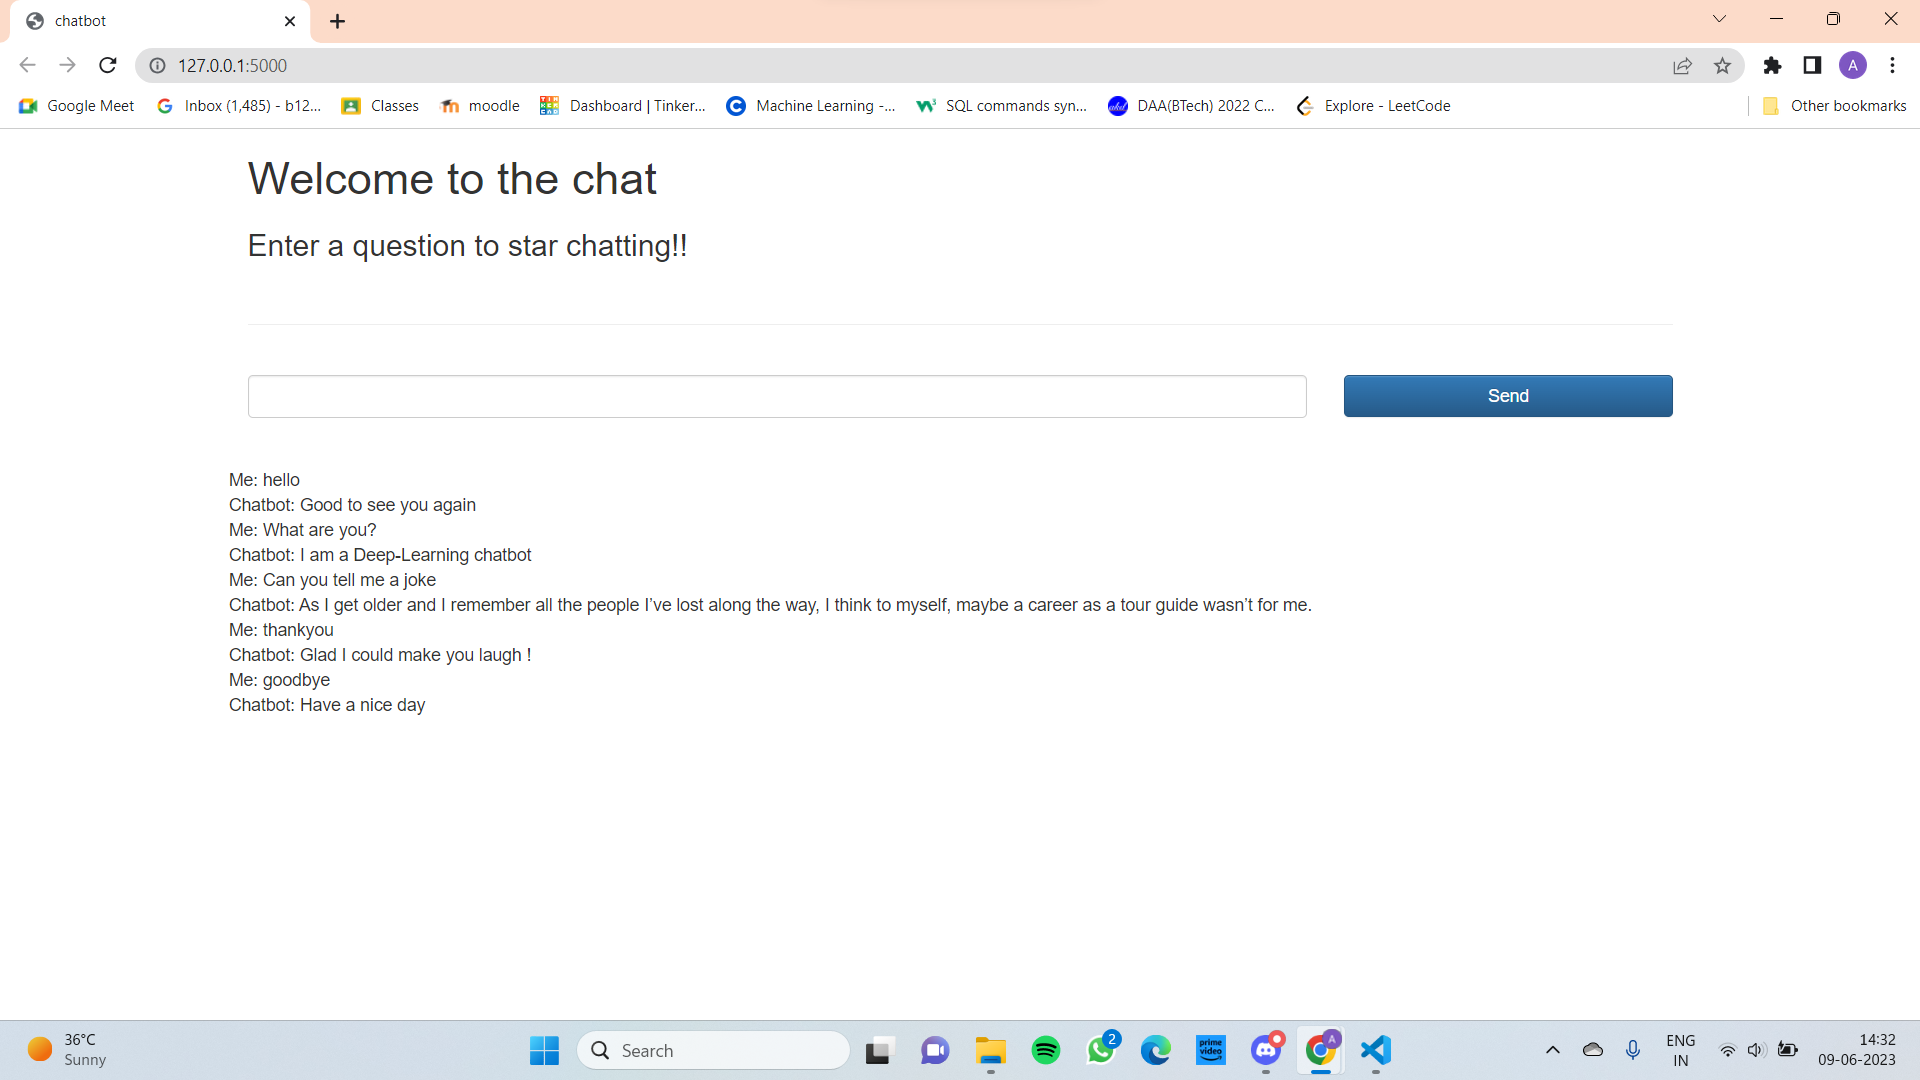 chatbot
127.0.0.1:5000
A
Google Meet
Inbox (1,485) - b12...
Classes
moodle
Dashboard | Tinker...
Machine Learning -...
SQL commands syn...
DAA(BTech) 2022 C...
Explore - LeetCode
Other bookmarks
Welcome to the chat
Enter a question to star chatting!!
Send
Me: hello
Chatbot: Good to see you again
Me: What are you?
Chatbot: I am a Deep-Learning chatbot
Me: Can you tell me a joke
Chatbot: As I get older and I remember all the people I’ve lost along the way, I think to myself, maybe a career as a tour guide wasn’t for me.
Me: thankyou
Chatbot: Glad I could make you laugh !
Me: goodbye
Chatbot: Have a nice day
36°C
Sunny
Search
2
prime video
A
ENG
IN
14:32
09-06-2023